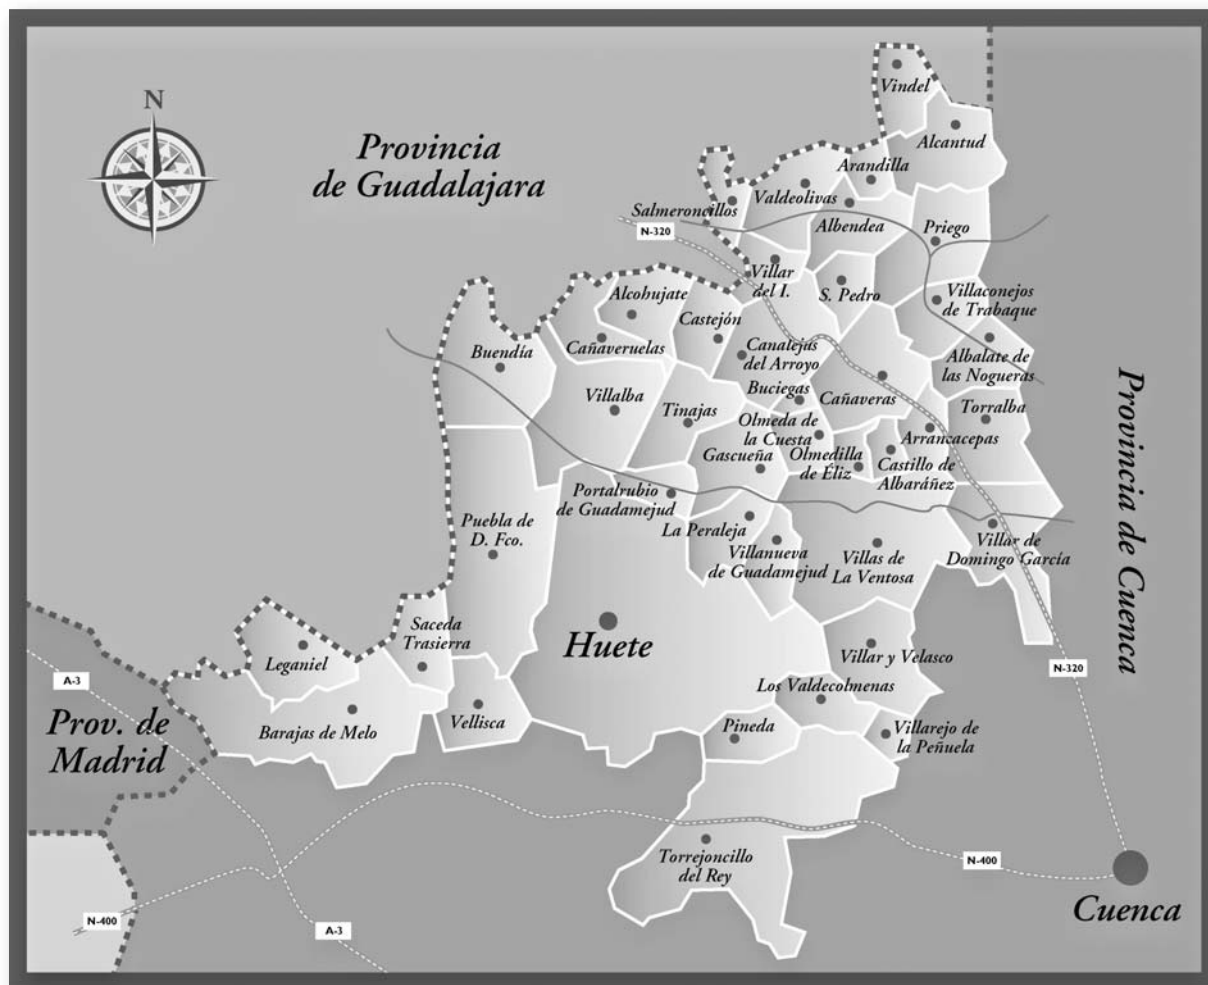 N
Provincia
de Guadalajara
Vindel
Alcantud
Arandilla
Valdeolivas
Salmeroncillos
Albendea
Priego
N-320
Villar
del I.
S. Pedro
Villaconejos
de Trabaque
Alcohujate
Castejón
Buendía
Cañaveruelas
Canalejas
del Arroyo
Albalate de
las Nogueras
Villalba
Buciegas
Cañaveras
Tinajas
Torralba
Olmeda de
la Cuesta
Arrancacepas
Gascueña
Olmedilla
de Éliz
Castillo de
Albaráñez
Provincia de Cuenca
Portalrubio
de Guadamejud
Puebla de
D. Fco.
La Peraleja
Villanueva
de Guadamejud
Villas de
La Ventosa
Villar de
Domingo García
Saceda
Trasierra
Leganiel
Huete
Villar y Velasco
N-320
A-3
Los Valdecolmenas
Prov. de
Madrid
Barajas de Melo
Vellisca
Pineda
Villarejo de
la Peñuela
Torrejoncillo
del Rey
N-400
Cuenca
N-400
A-3